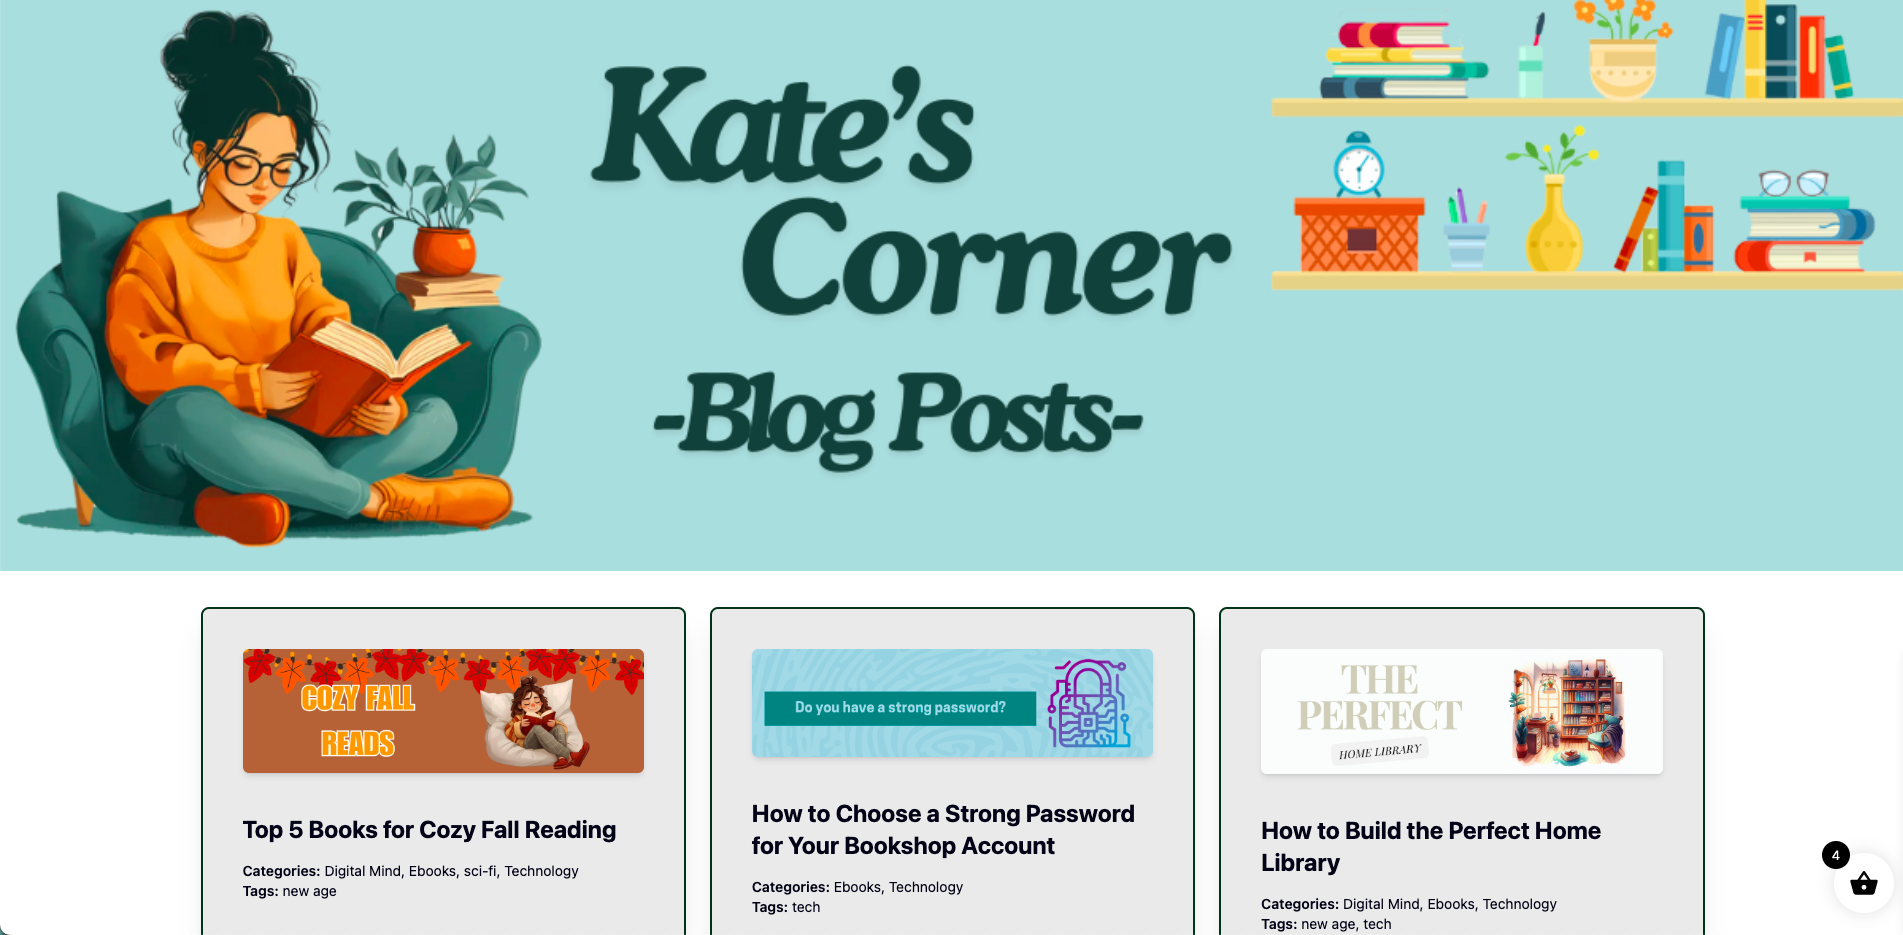 Kate's
Corner
-Blog Posts-
COZY FALL
READS
Top 5 Books for Cozy Fall Reading
Categories: Digital Mind, Ebooks, sci-fi, Technology
Tags: new age
Do you have a strong password?
How to Choose a Strong Password
for Your Bookshop Account
Categories: Ebooks, Technology
Tags: tech
THE
PERFECT
HOME LIBRARY
How to Build the Perfect Home
Library
Categories: Digital Mind, Ebooks, Technology
Tags: new age, tech
4